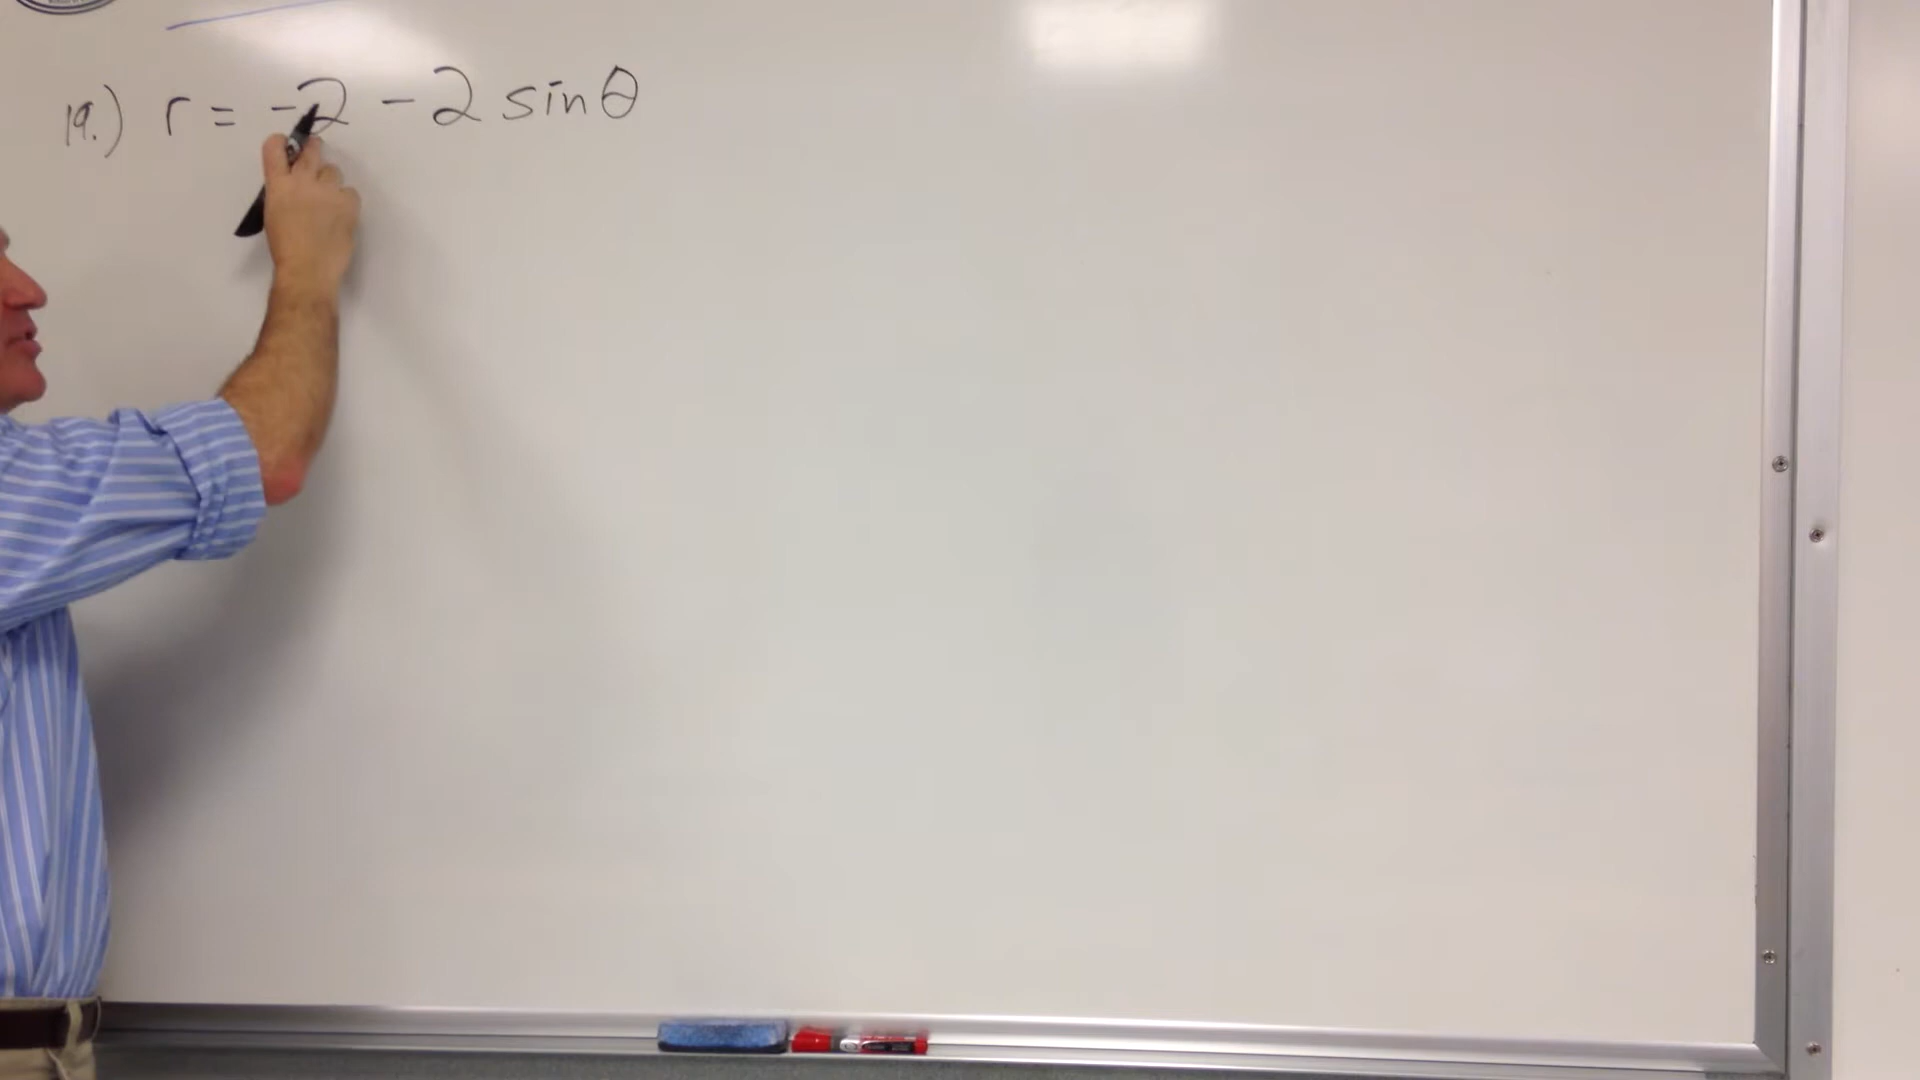 19.) r = -2 - 2 sinθ